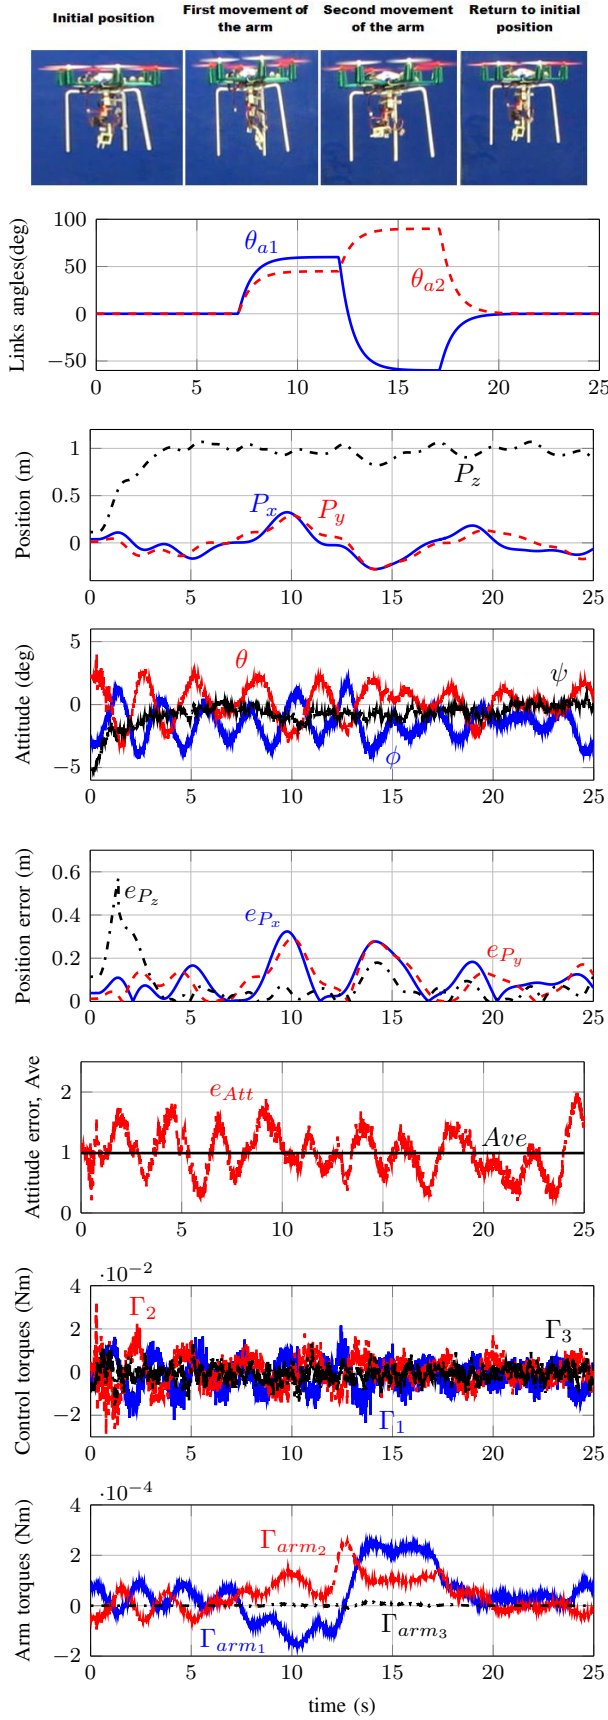 Initial position
First movement of
the arm
Second movement
of the arm
Return to initial
position
Links angles(deg)
100
50
0
−50
θa1
θa2
0 5 10 15 20 25
Position (m)
1
0.5
0
Px
Py
Pz
0 5 10 15 20 25
Attitude (deg)
5
0
−5
θ
ψ
ϕ
0 5 10 15 20 25
Position error (m)
0.6
0.4
0.2
0
ePz
ePx
ePy
0 5 10 15 20 25
Attitude error, Ave
2
1
0
eAtt
Ave
0 5 10 15 20 25
Control torques (Nm)
·10−2
4
2
0
−2
Γ2
Γ3
Γ1
0 5 10 15 20 25
Arm torques (Nm)
·10−4
4
2
0
−2
Γarm2
Γarm1
Γarm3
0 5 10 15 20 25
time (s)